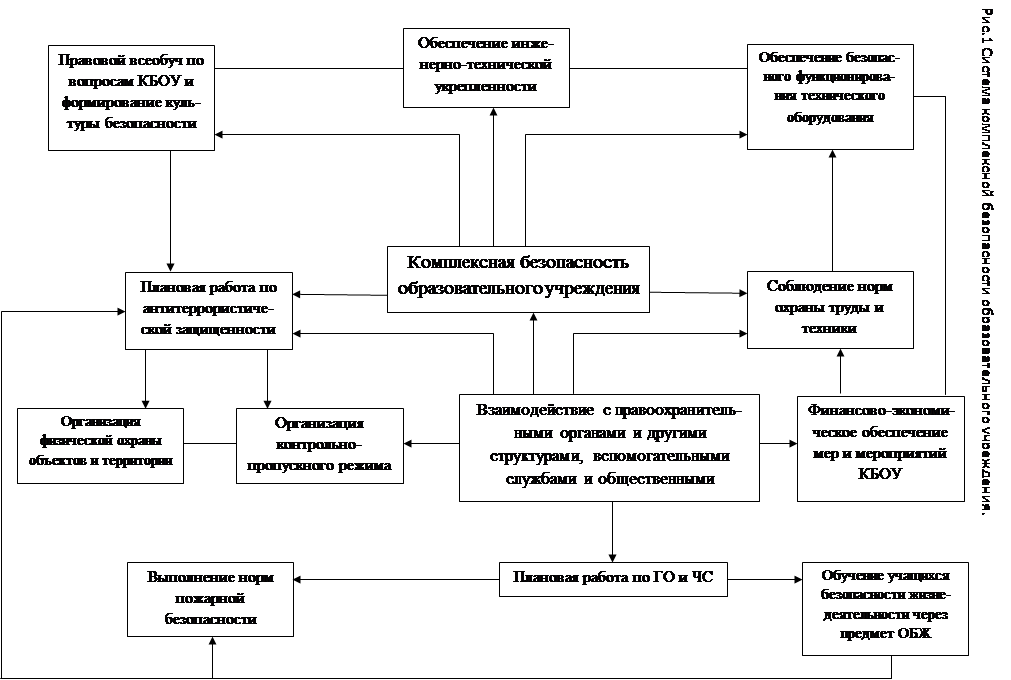 Рис.1 Система комплексной безопасности образовательного учреждения.
Правовой всеобуч по
вопросам КБОУ и
формирование куль-
туры безопасности
Обеспечение инже-
нерно-технической
укрепленности
Обеспечение безопас-
ного функционирова-
ния технического
оборудования
Комплексная безопасность
образовательного учреждения
Плановая работа по
антитеррористиче-
ской защищенности
Соблюдение норм
охраны труды и
техники
Организация
физической охраны
объектов и территории
Организация
контрольно-
пропускного режима
Взаимодействие с правоохранитель-
ными органами и другими
структурами, вспомогательными
службами и общественными
Финансово-экономи-
ческое обеспечение
мер и мероприятий
КБОУ
Выполнение норм
пожарной
безопасности
Плановая работа по ГО и ЧС
Обучение учащихся
безопасности жизне-
деятельности через
предмет ОБЖ